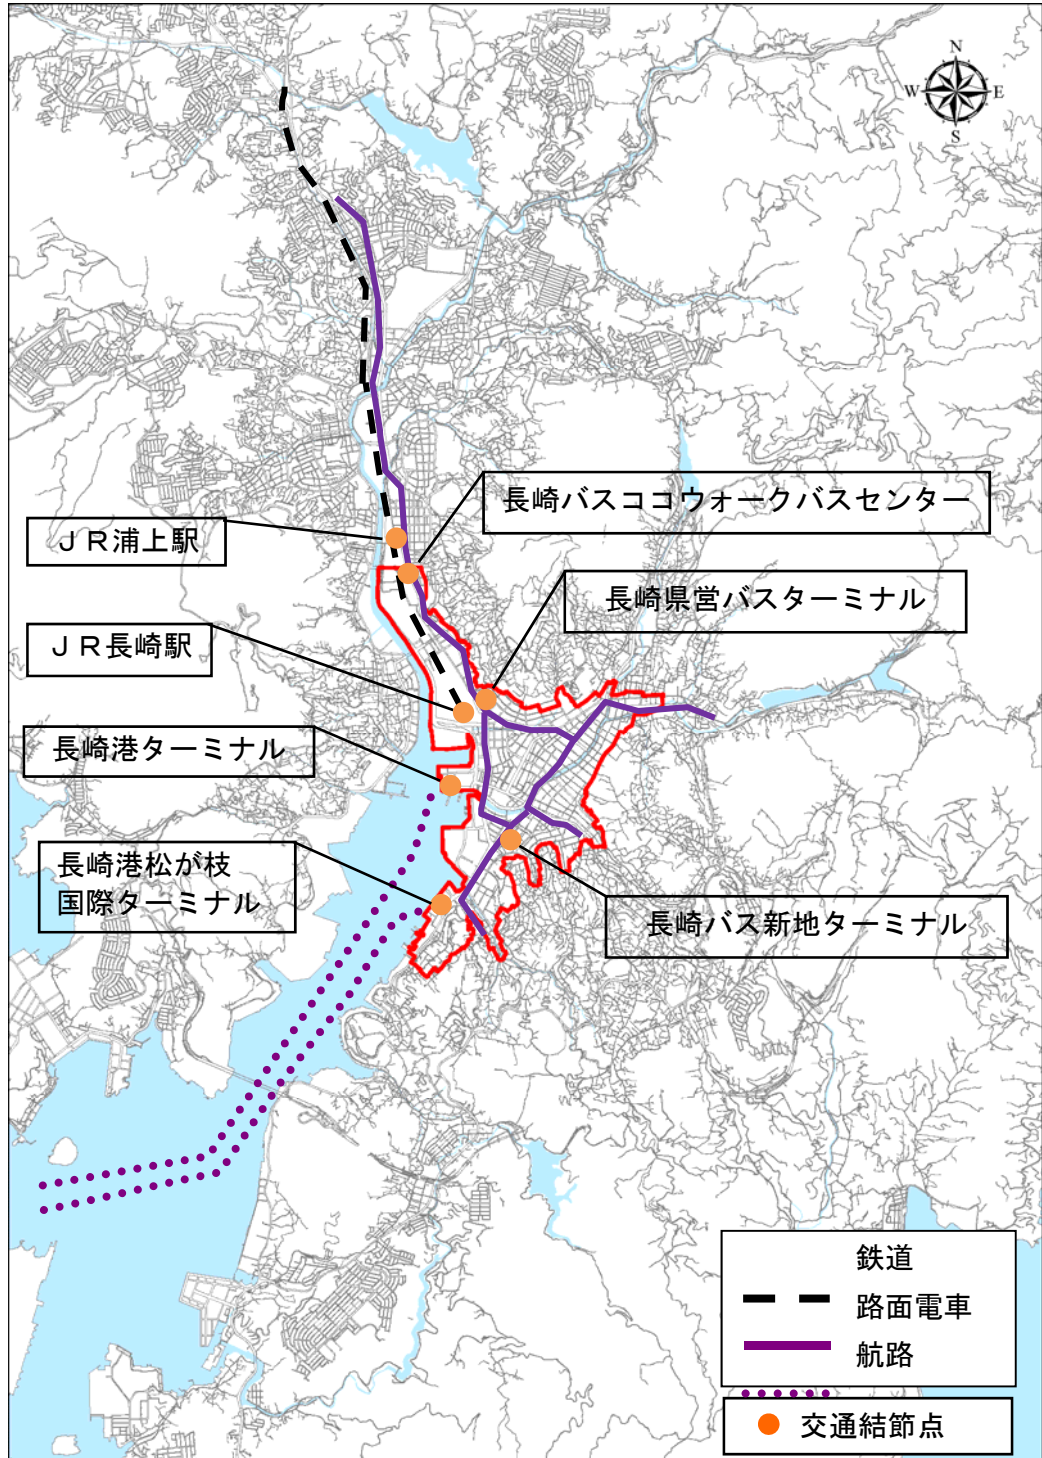 N
W
E
S
長崎バスココウォークバスセンター
ＪＲ浦上駅
長崎県営バスターミナル
ＪＲ長崎駅
長崎港ターミナル
長崎港松が枝
国際ターミナル
長崎バス新地ターミナル
鉄道
路面電車
航路
交通結節点